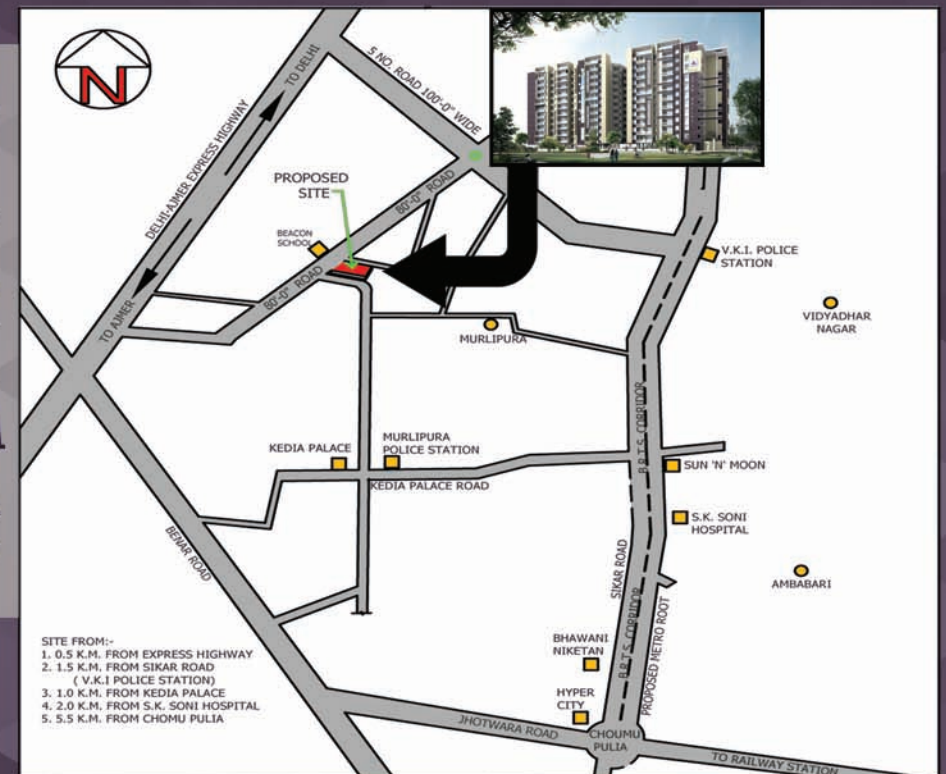 N
TO DELHI
5 NO. ROAD 100'-0" WIDE
DELHI-AJMER EXPRESS HIGHWAY
PROPOSED
SITE
80'-0" ROAD
BEACON
SCHOOL
80'-0" ROAD
TO AJMER
V.K.I. POLICE
STATION
VIDYADHAR
NAGAR
MURLIPURA
B.R.T.S. CORRIDOR
KEDIA PALACE
MURLIPURA
POLICE STATION
SUN 'N' MOON
KEDIA PALACE ROAD
S.K. SONI
HOSPITAL
BENAR ROAD
SIKAR ROAD
AMBABARI
B.R.T.S. CORRIDOR
PROPOSED METRO ROOT
SITE FROM:-
1. 0.5 K.M. FROM EXPRESS HIGHWAY
2. 1.5 K.M. FROM SIKAR ROAD
( V.K.I POLICE STATION)
3. 1.0 K.M. FROM KEDIA PALACE
4. 2.0 K.M. FROM S.K. SONI HOSPITAL
5. 5.5 K.M. FROM CHOMU PULIA
BHAWANI
NIKETAN
HYPER
CITY
JHOTWARA ROAD
CHOUMU
PULIA
TO RAILWAY STATION